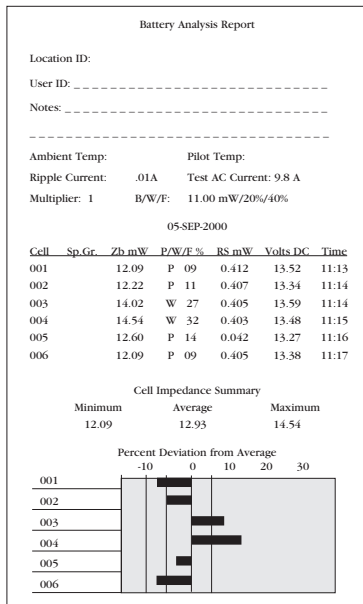 Battery Analysis Report
Location ID:
User ID: _ _ _ _ _ _ _ _ _ _ _ _ _ _ _ _ _ _ _ _ _ _ _ _ _ _ _ _
Notes: _ _ _ _ _ _ _ _ _ _ _ _ _ _ _ _ _ _ _ _ _ _ _ _ _ _ _ _ _
_ _ _ _ _ _ _ _ _ _ _ _ _ _ _ _ _ _ _ _ _ _ _ _ _ _ _ _ _ _ _ _ _
Ambient Temp: Pilot Temp:
Ripple Current: .01A Test AC Current: 9.8 A
Multiplier: 1 B/W/F: 11.00 mW/20%/40%
05-SEP-2000
Cell Sp.Gr. Zb mW P/W/F % RS mW Volts DC Time
001 12.09 P 09 0.412 13.52 11:13
002 12.22 P 11 0.407 13.34 11:14
003 14.02 W 27 0.405 13.59 11:14
004 14.54 W 32 0.403 13.48 11:15
005 12.60 P 14 0.042 13.27 11:16
006 12.09 P 09 0.405 13.38 11:17
Cell Impedance Summary
Minimum Average Maximum
12.09 12.93 14.54
Percent Deviation from Average
-10 0 10 20 30
001
002
003
004
005
006